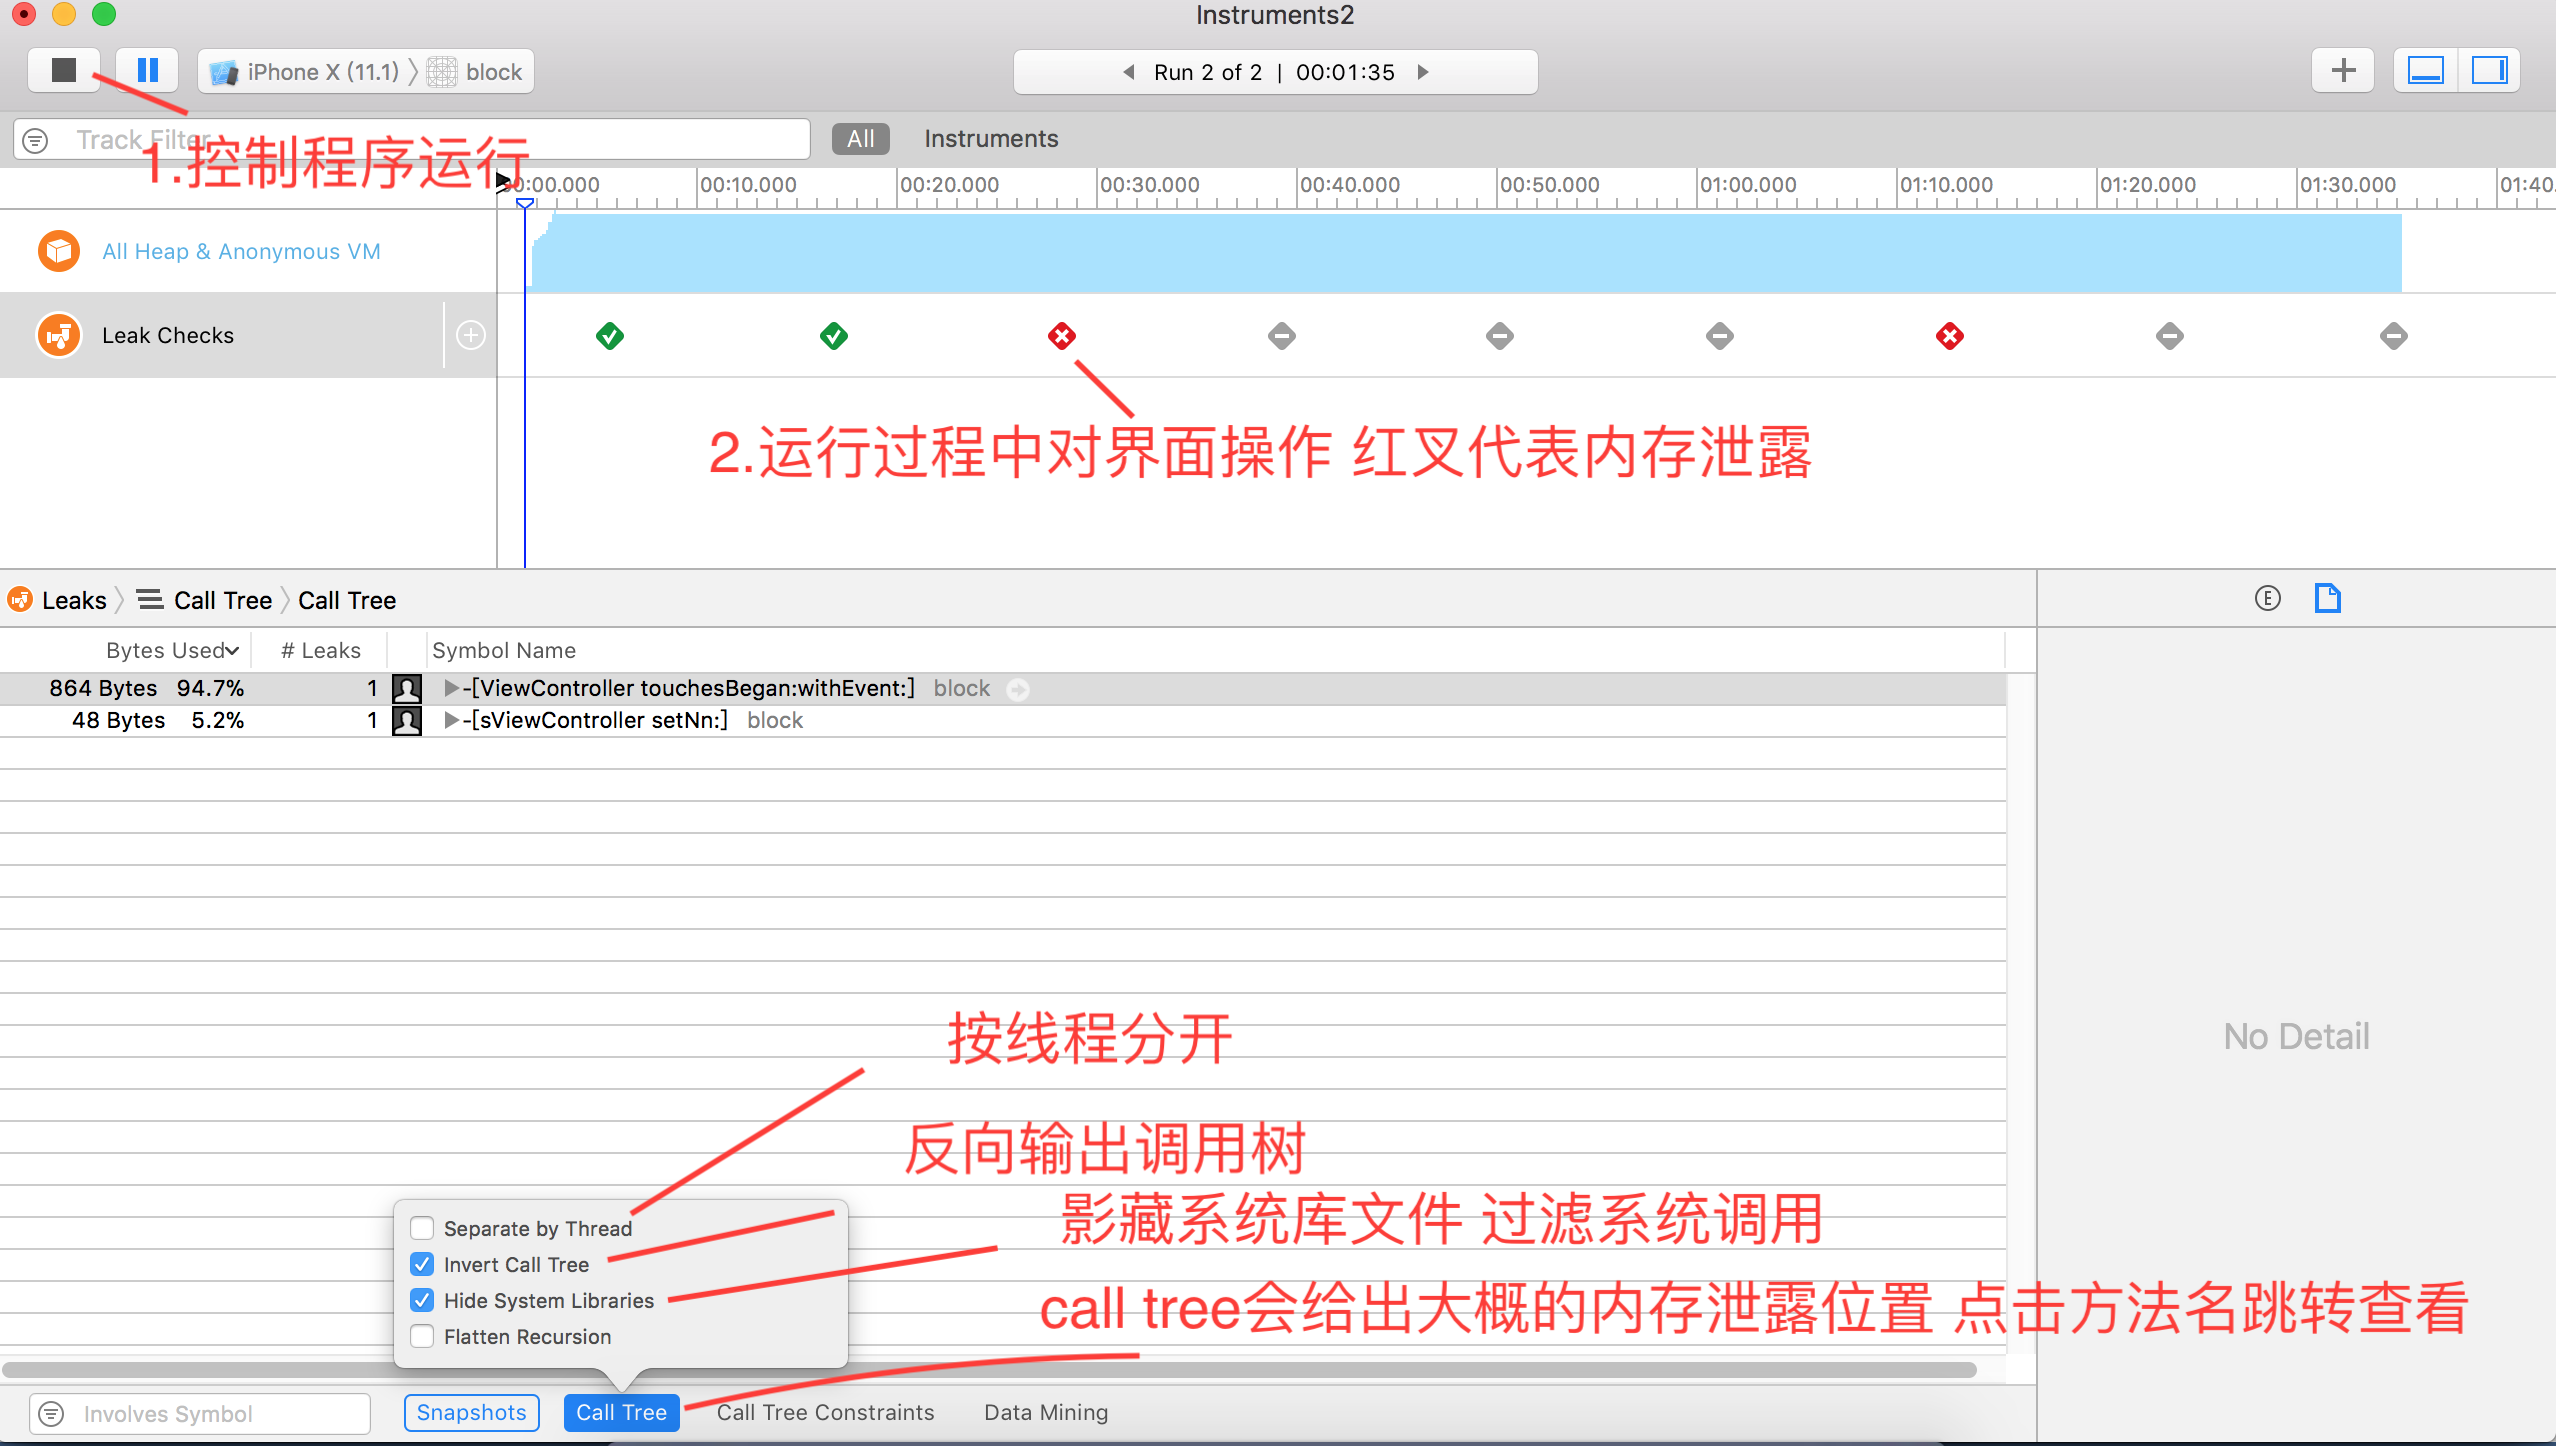 Instruments2
iPhone X (11.1) block
Run 2 of 2 | 00:01:35
Track Filter
All Instruments
1.控制程序运行
00:00.000 00:10.000 00:20.000 00:30.000 00:40.000 00:50.000 01:00.000 01:10.000 01:20.000 01:30.000 01:40.
All Heap & Anonymous VM
Leak Checks
2.运行过程中对界面操作 红叉代表内存泄露
Leaks Call Tree Call Tree
Bytes Used # Leaks Symbol Name
864 Bytes 94.7% 1 -[ViewController touchesBegan:withEvent:] block
48 Bytes 5.2% 1 -[sViewController setNn:] block
No Detail
按线程分开
反向输出调用树
影藏系统库文件 过滤系统调用
Separate by Thread
Invert Call Tree
Hide System Libraries
Flatten Recursion
call tree会给出大概的内存泄露位置 点击方法名跳转查看
Involves Symbol
Snapshots Call Tree Call Tree Constraints Data Mining